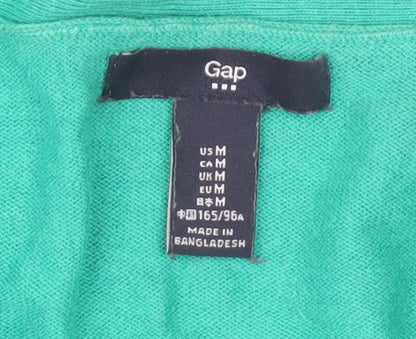 Gap
US M
CA M
UK M
EU M
日本 M
中国 165/96A
MADE IN
BANGLADESH